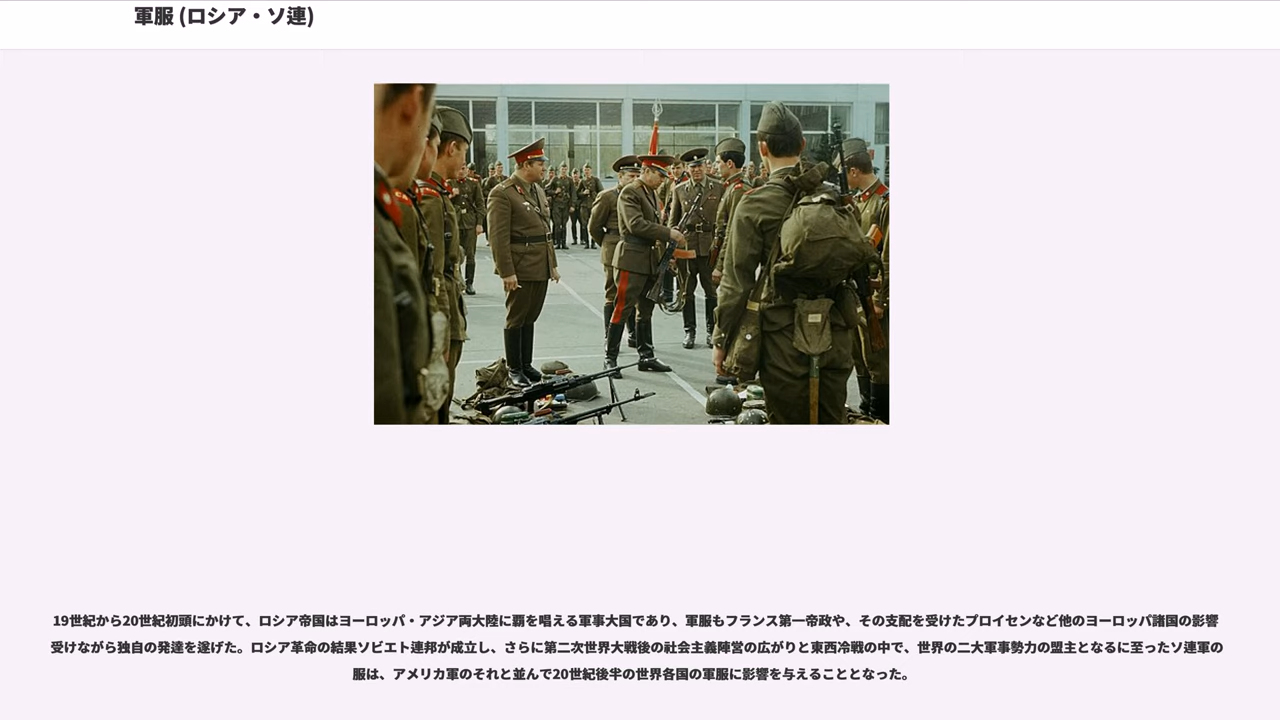 軍服 (ロシア・ソ連)
19世紀から20世紀初頭にかけて、ロシア帝国はヨーロッパ・アジア両大陸に覇を唱える軍事大国であり、軍服もフランス第一帝政や、その支配を受けたプロイセンなど他のヨーロッパ諸国の影響
受けながら独自の発達を遂げた。ロシア革命の結果ソビエト連邦が成立し、さらに第二次世界大戦後の社会主義陣営の広がりと東西冷戦の中で、世界の二大軍事勢力の盟主となるに至ったソ連軍の
服は、アメリカ軍のそれと並んで20世紀後半の世界各国の軍服に影響を与えることとなった。